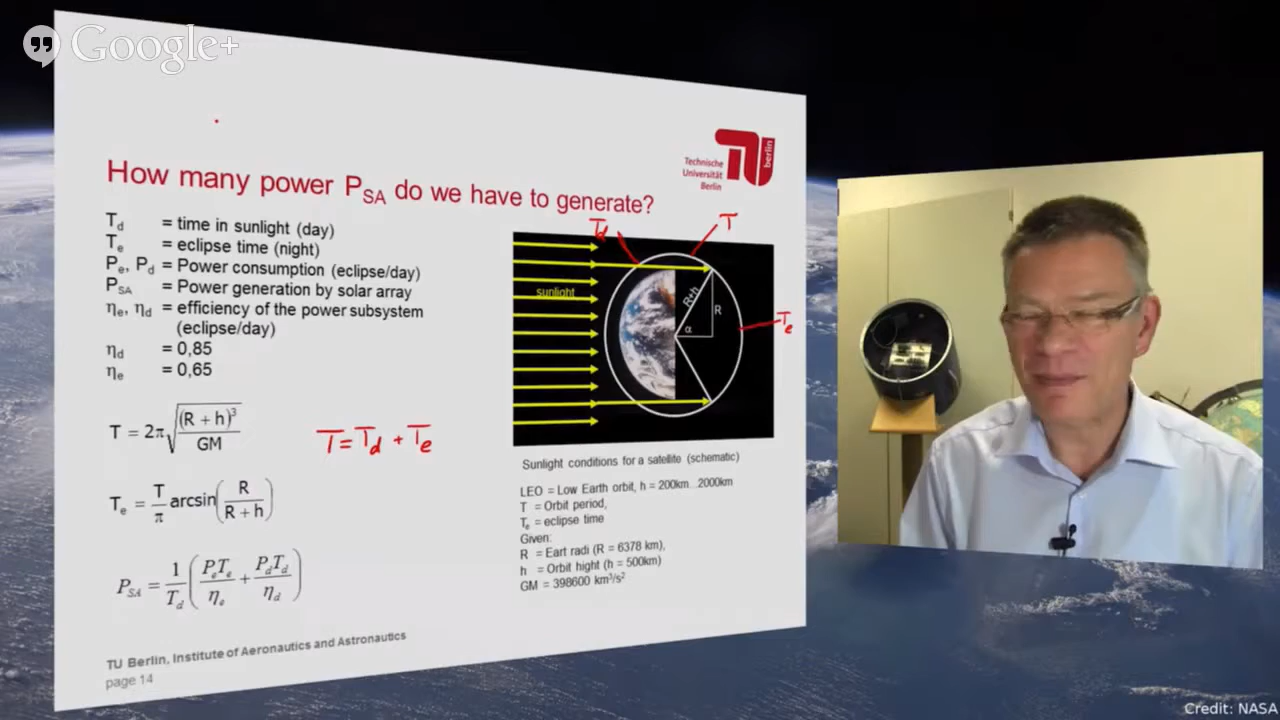 Google+
How many power P_SA do we have to generate?
Technische
Universität
Berlin
berlin
T_d = time in sunlight (day)
T_e = eclipse time (night)
P_e, P_d = Power consumption (eclipse/day)
P_SA = Power generation by solar array
η_e, η_d = efficiency of the power subsystem
(eclipse/day)
η_d = 0,85
η_e = 0,65
T = 2π√((R + h)³/GM)
T = T_d + T_e
T_e = T/π arcsin(R/(R + h))
P_SA = 1/T_d (P_e T_e/η_e + P_d T_d/η_d)
T_d
T
sunlight
R+h
R
α
T_e
Sunlight conditions for a satellite (schematic)
LEO = Low Earth orbit, h = 200km...2000km
T = Orbit period,
T_e = eclipse time
Given:
R = Eart radi (R = 6378 km),
h = Orbit hight (h = 500km)
GM = 398600 km³/s²
TU Berlin, Institute of Aeronautics and Astronautics
page 14
Credit: NASA